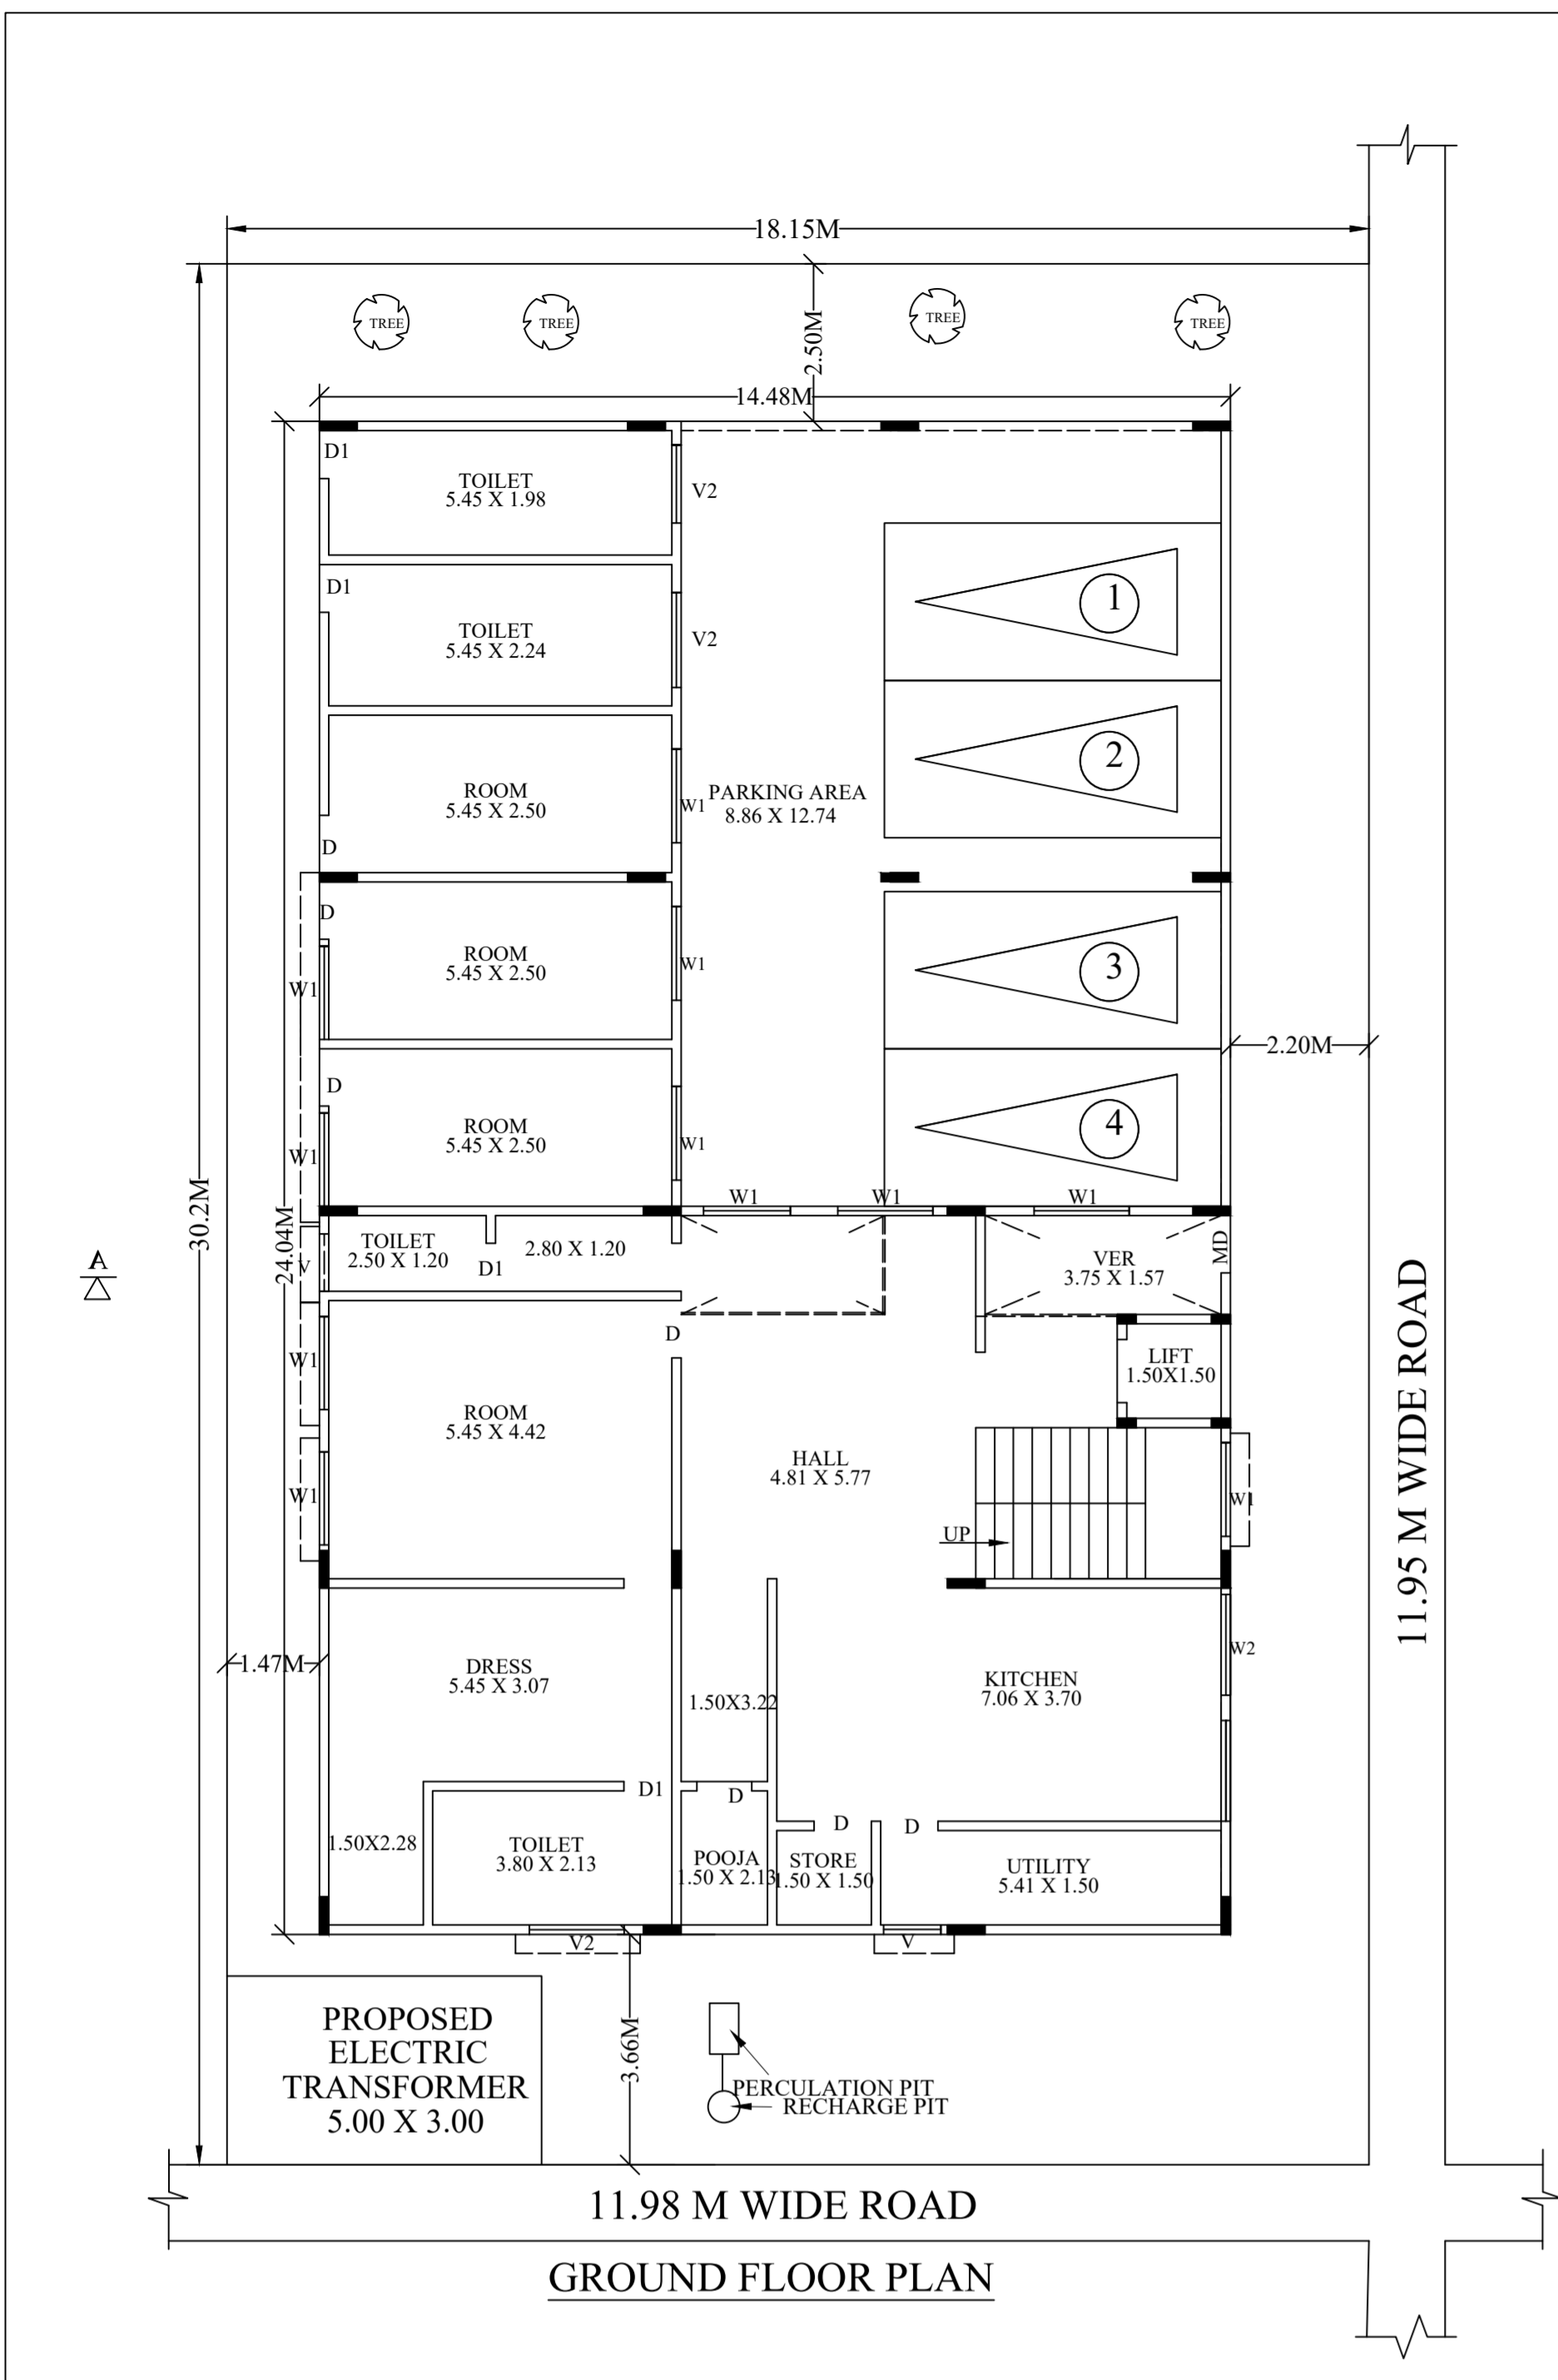 18.15M
TREE
TREE
TREE
TREE
2.50M
14.48M
D1
TOILET
5.45 X 1.98
V2
1
D1
TOILET
5.45 X 2.24
V2
2
ROOM
5.45 X 2.50
W1
PARKING AREA
8.86 X 12.74
D
D
ROOM
5.45 X 2.50
W1
W1
3
2.20M
D
ROOM
5.45 X 2.50
W1
W1
4
30.2M
24.04M
W1
W1
W1
TOILET
2.50 X 1.20
2.80 X 1.20
D1
V
VER
3.75 X 1.57
MD
A
D
W1
LIFT
1.50X1.50
ROOM
5.45 X 4.42
HALL
4.81 X 5.77
W1
W1
UP
11.95 M WIDE ROAD
1.47M
DRESS
5.45 X 3.07
1.50X3.22
KITCHEN
7.06 X 3.70
W2
D1
D
D
D
1.50X2.28
TOILET
3.80 X 2.13
POOJA
1.50 X 2.13
STORE
1.50 X 1.50
UTILITY
5.41 X 1.50
V2
V
PROPOSED
ELECTRIC
TRANSFORMER
5.00 X 3.00
3.66M
PERCULATION PIT
RECHARGE PIT
11.98 M WIDE ROAD
GROUND FLOOR PLAN